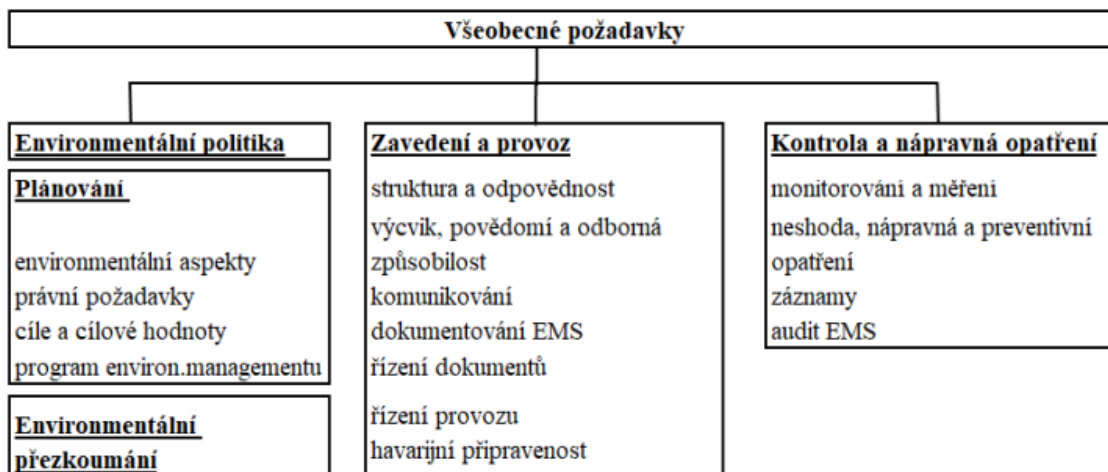 Všeobecné požadavky
Environmentální politika
Plánování
environmentální aspekty
právní požadavky
cíle a cílové hodnoty
program environ.managementu
Environmentální
přezkoumání
Zavedení a provoz
struktura a odpovědnost
výcvik, povědomí a odborná
způsobilost
komunikování
dokumentování EMS
řízení dokumentů
řízení provozu
havarijní připravenost
Kontrola a nápravná opatření
monitorování a měření
neshoda, nápravná a preventivní
opatření
záznamy
audit EMS